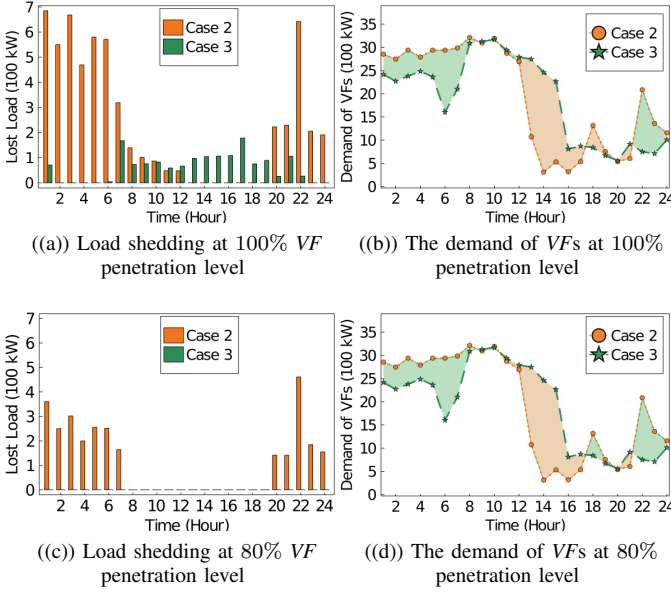 7
6
5
4
3
2
1
0
Lost Load (100 kW)
Case 2
Case 3
2 4 6 8 10 12 14 16 18 20 22 24
Time (Hour)
((a)) Load shedding at 100% VF
penetration level
35
30
25
20
15
10
5
0
Demand of VFs (100 kW)
Case 2
Case 3
2 4 6 8 10 12 14 16 18 20 22 24
Time (Hour)
((b)) The demand of VFs at 100%
penetration level
7
6
5
4
3
2
1
0
Lost Load (100 kW)
Case 2
Case 3
2 4 6 8 10 12 14 16 18 20 22 24
Time (Hour)
((c)) Load shedding at 80% VF
penetration level
35
30
25
20
15
10
5
0
Demand of VFs (100 kW)
Case 2
Case 3
2 4 6 8 10 12 14 16 18 20 22 24
Time (Hour)
((d)) The demand of VFs at 80%
penetration level